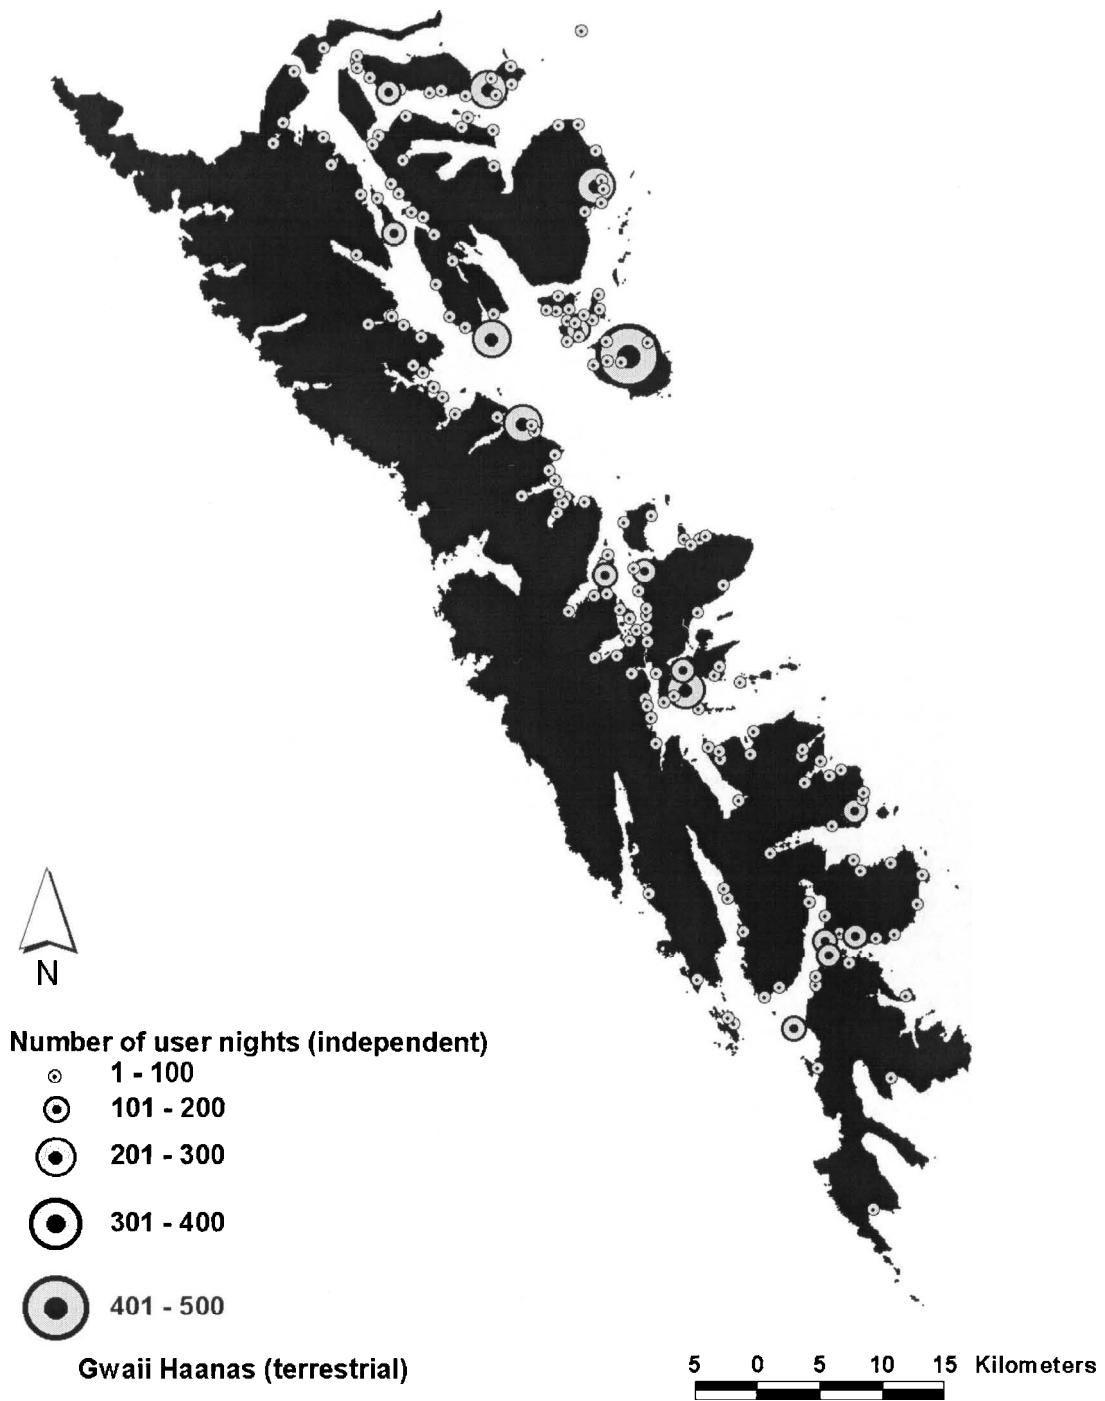 N
Number of user nights (independent)
1 - 100
101 - 200
201 - 300
301 - 400
401 - 500
Gwaii Haanas (terrestrial)
5 0 5 10 15 Kilometers